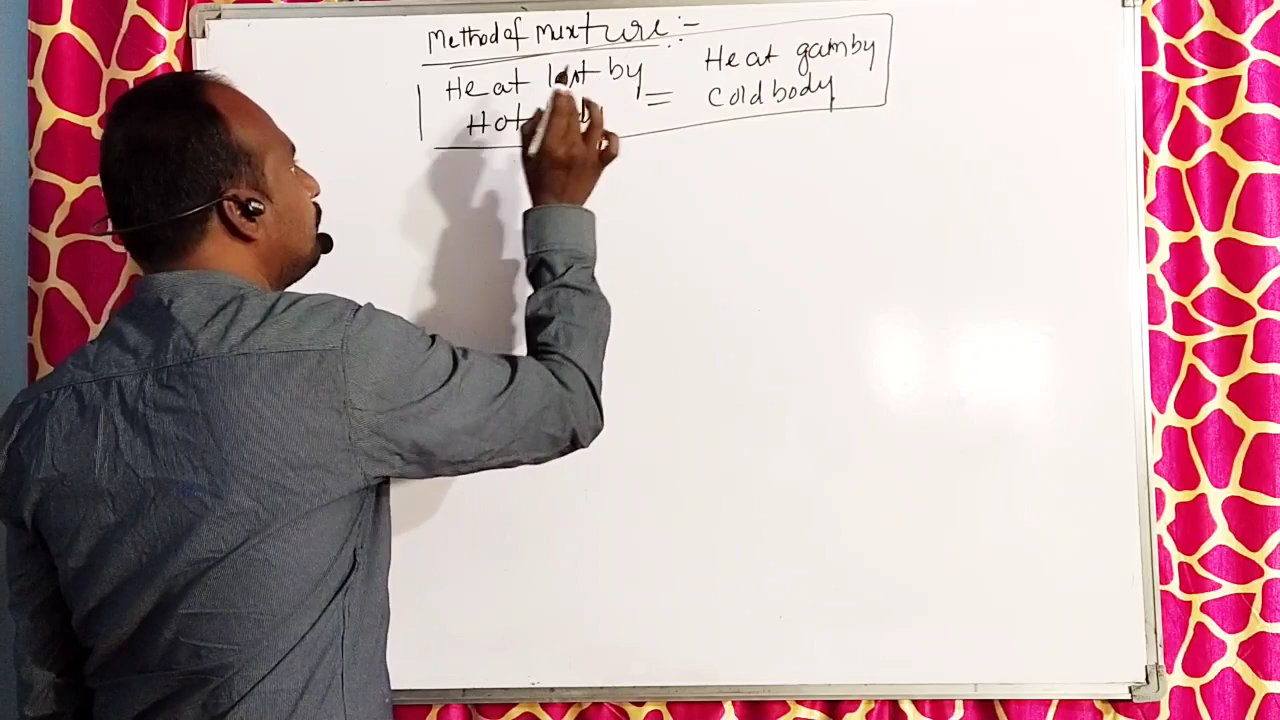 Method of mixture :-
Heat lost by = Heat gain by
Hot cold body